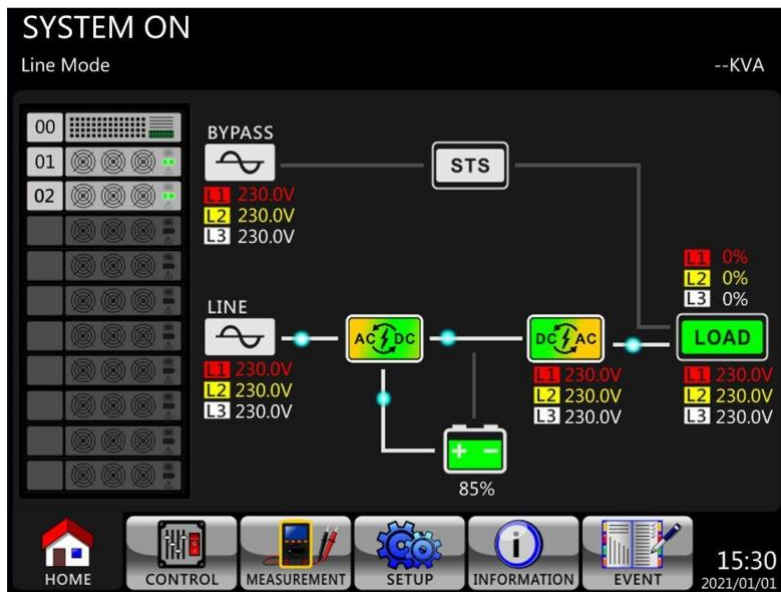 SYSTEM ON
Line Mode
--KVA
00
01
02
BYPASS
L1 230.0V
L2 230.0V
L3 230.0V
STS
L1 0%
L2 0%
L3 0%
LINE
AC DC
DC AC
LOAD
L1 230.0V
L2 230.0V
L3 230.0V
L1 230.0V
L2 230.0V
L3 230.0V
L1 230.0V
L2 230.0V
L3 230.0V
+ −
85%
HOME
CONTROL
MEASUREMENT
SETUP
INFORMATION
EVENT
15:30
2021/01/01